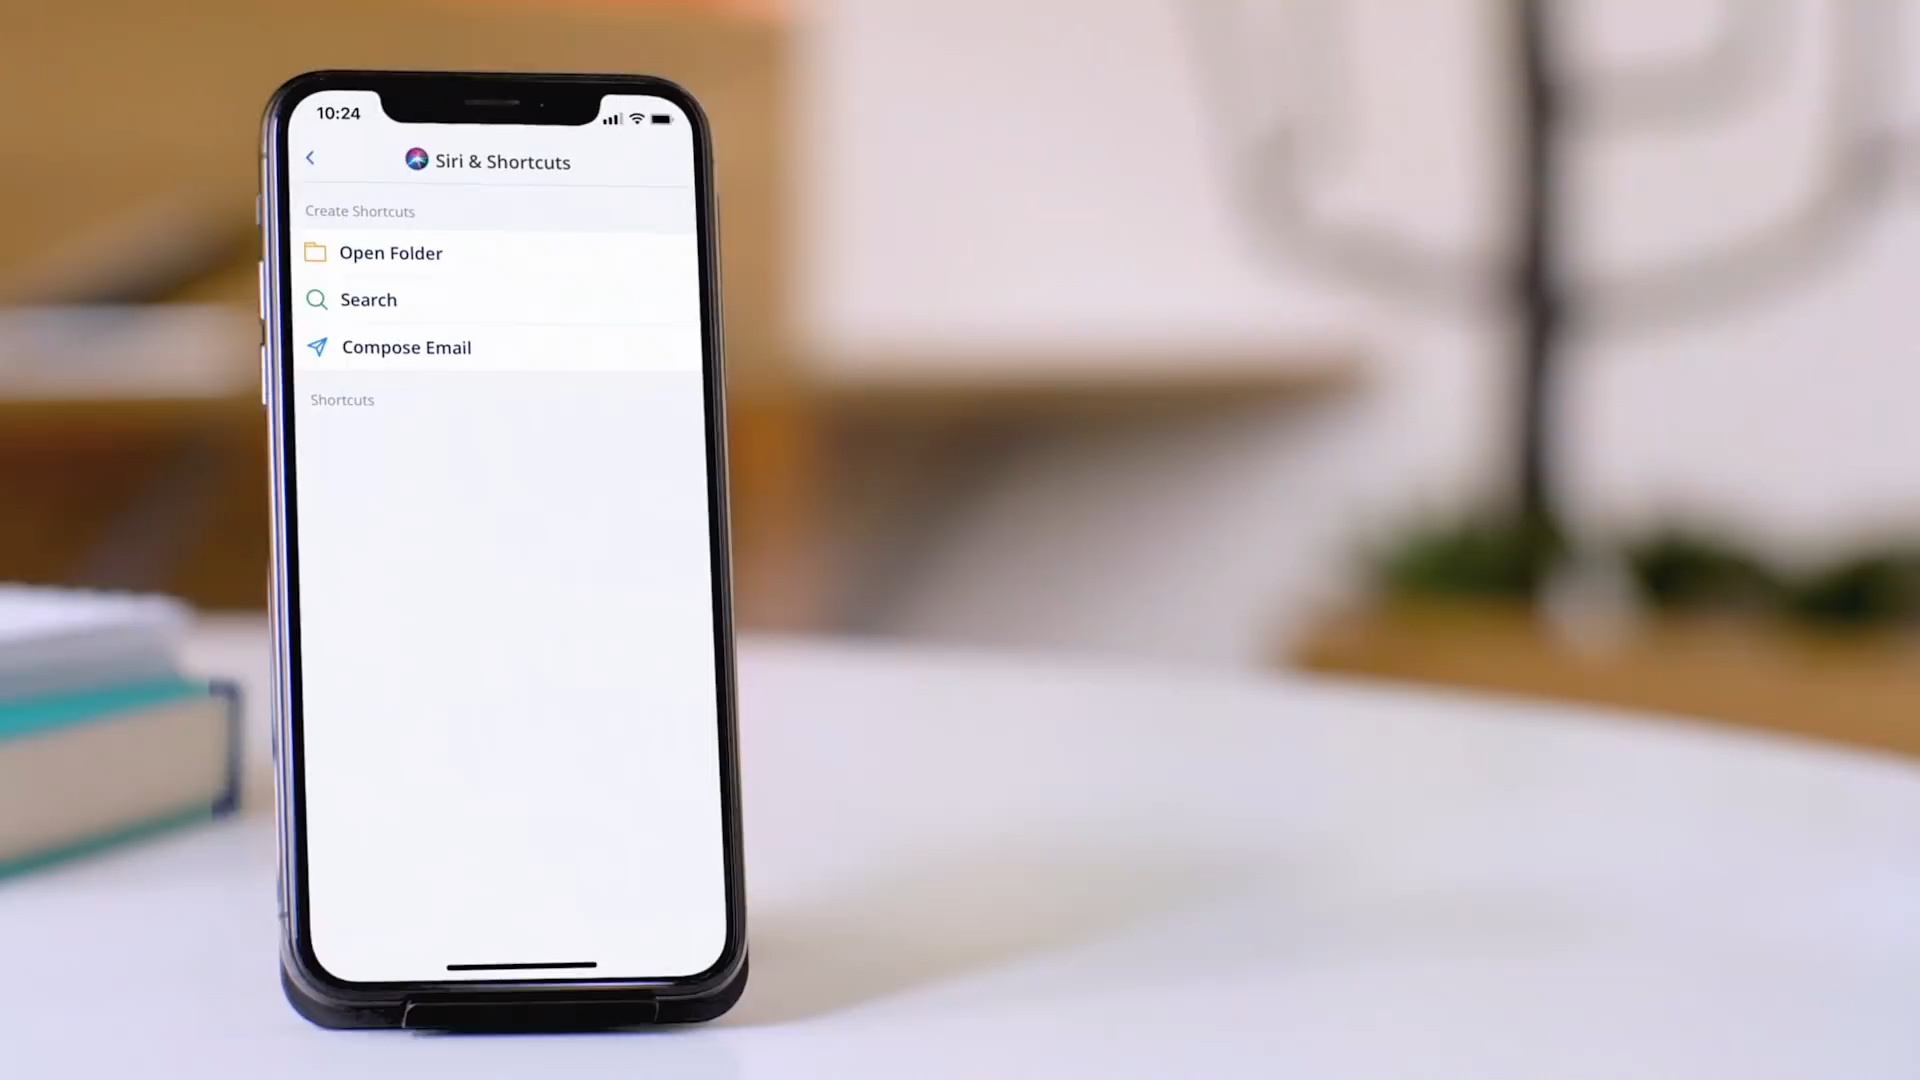 10:24
Siri & Shortcuts
Create Shortcuts
Open Folder
Search
Compose Email
Shortcuts